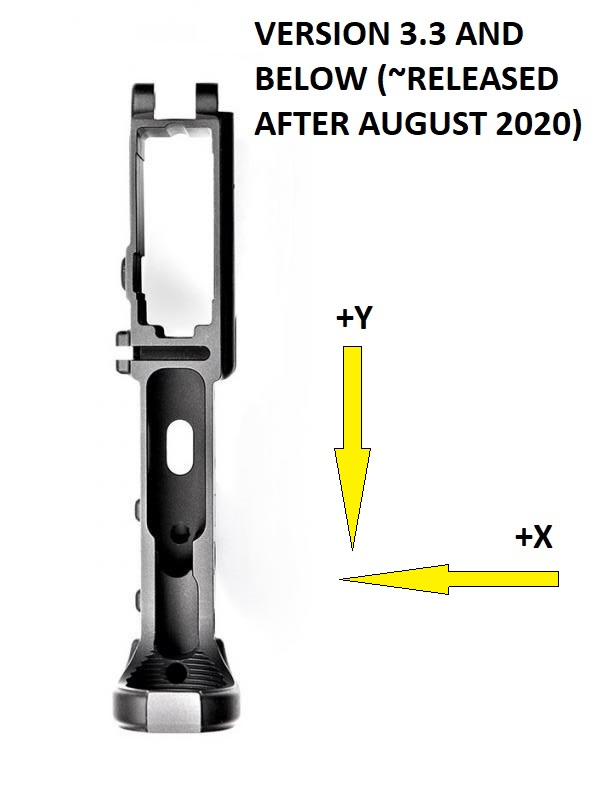 VERSION 3.3 AND
BELOW (~RELEASED
AFTER AUGUST 2020)
+Y
+X